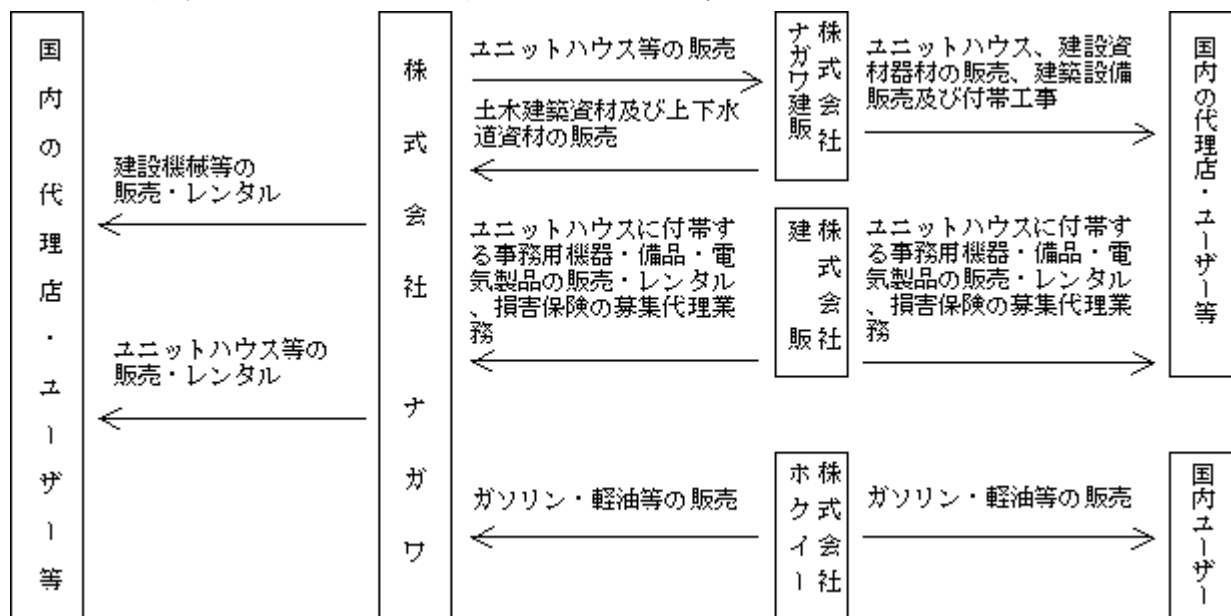 国内の代理店・ユーザー等
建設機械等の
販売・レンタル
ユニットハウス等の
販売・レンタル
株式会社ナガワ
ユニットハウス等の販売
土木建築資材及び上下水
道資材の販売
ユニットハウスに付帯す
る事務用機器・備品・電
気製品の販売・レンタル
、損害保険の募集代理業
務
ガソリン・軽油等の販売
株式会社
ナガワ建販
株式会社
建販
株式会社
ホクイー
ユニットハウス、建設資
材器材の販売、建築設備
販売及び付帯工事
ユニットハウスに付帯す
る事務用機器・備品・電
気製品の販売・レンタル
、損害保険の募集代理業
務
ガソリン・軽油等の販売
国内の代理店・ユーザー等
国内ユーザー